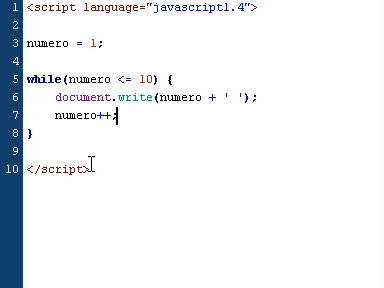 1 <script language="javascript1.4">
2
3 numero = 1;
4
5 while(numero <= 10) {
6     document.write(numero + ' ');
7     numero++;
8 }
9
10 </script>